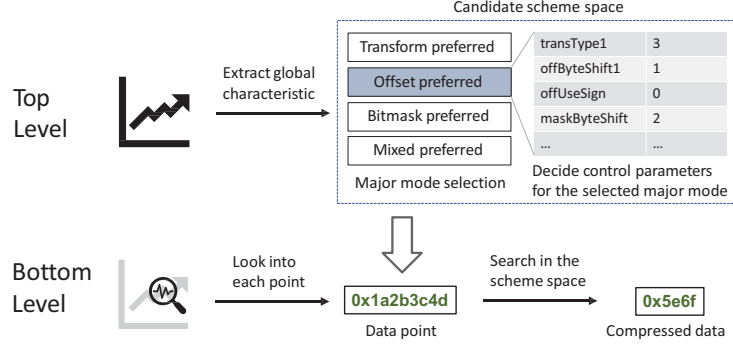 Candidate scheme space
Top
Level
Extract global
characteristic
Transform preferred
Offset preferred
Bitmask preferred
Mixed preferred
Major mode selection
transType1 3
offByteShift1 1
offUseSign 0
maskByteShift 2
... ...
Decide control parameters
for the selected major mode
Bottom
Level
Look into
each point
0x1a2b3c4d
Data point
Search in the
scheme space
0x5e6f
Compressed data